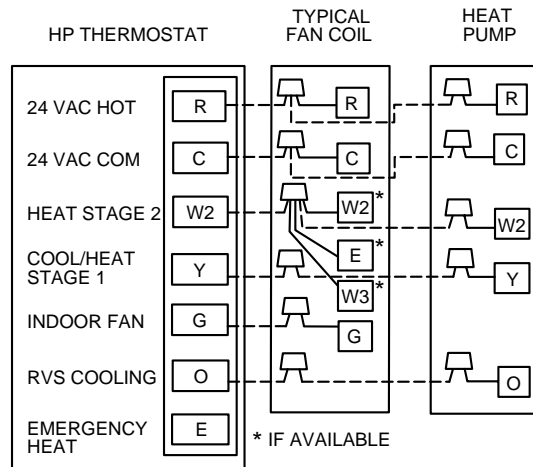 HP THERMOSTAT
TYPICAL
FAN COIL
HEAT
PUMP
24 VAC HOT R R R
24 VAC COM C C C
HEAT STAGE 2 W2 W2* W2
E*
W3*
COOL/HEAT
STAGE 1 Y Y
INDOOR FAN G G
RVS COOLING O O
EMERGENCY
HEAT E
* IF AVAILABLE